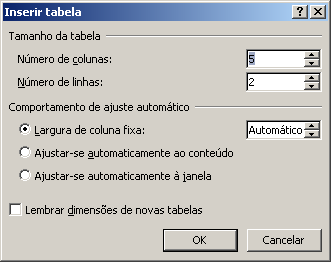 Inserir tabela
Tamanho da tabela
Número de colunas: 5
Número de linhas: 2
Comportamento de ajuste automático
Largura de coluna fixa: Automático
Ajustar-se automaticamente ao conteúdo
Ajustar-se automaticamente à janela
Lembrar dimensões de novas tabelas
OK Cancelar